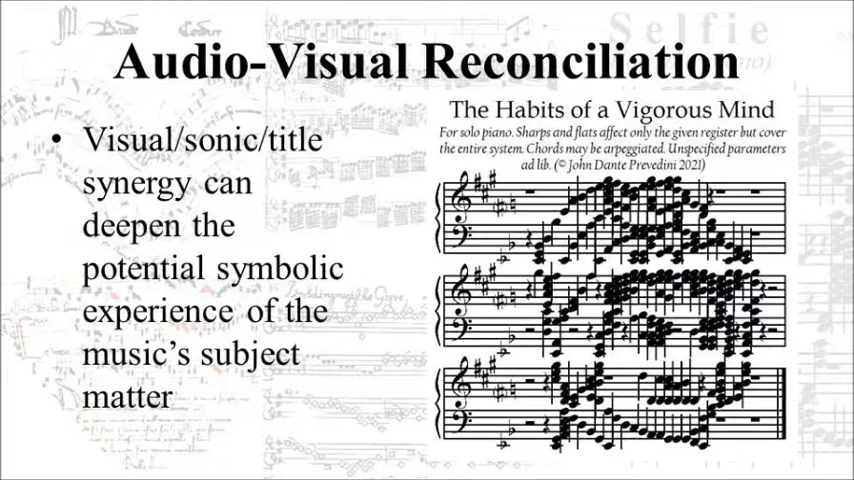 Audio-Visual Reconciliation
• Visual/sonic/title
synergy can
deepen the
potential symbolic
experience of the
music’s subject
matter
Selfie
The Habits of a Vigorous Mind
For solo piano. Sharps and flats affect only the given register but cover
the entire system. Chords may be arpeggiated. Unspecified parameters
ad lib. (© John Dante Prevedini 2021)